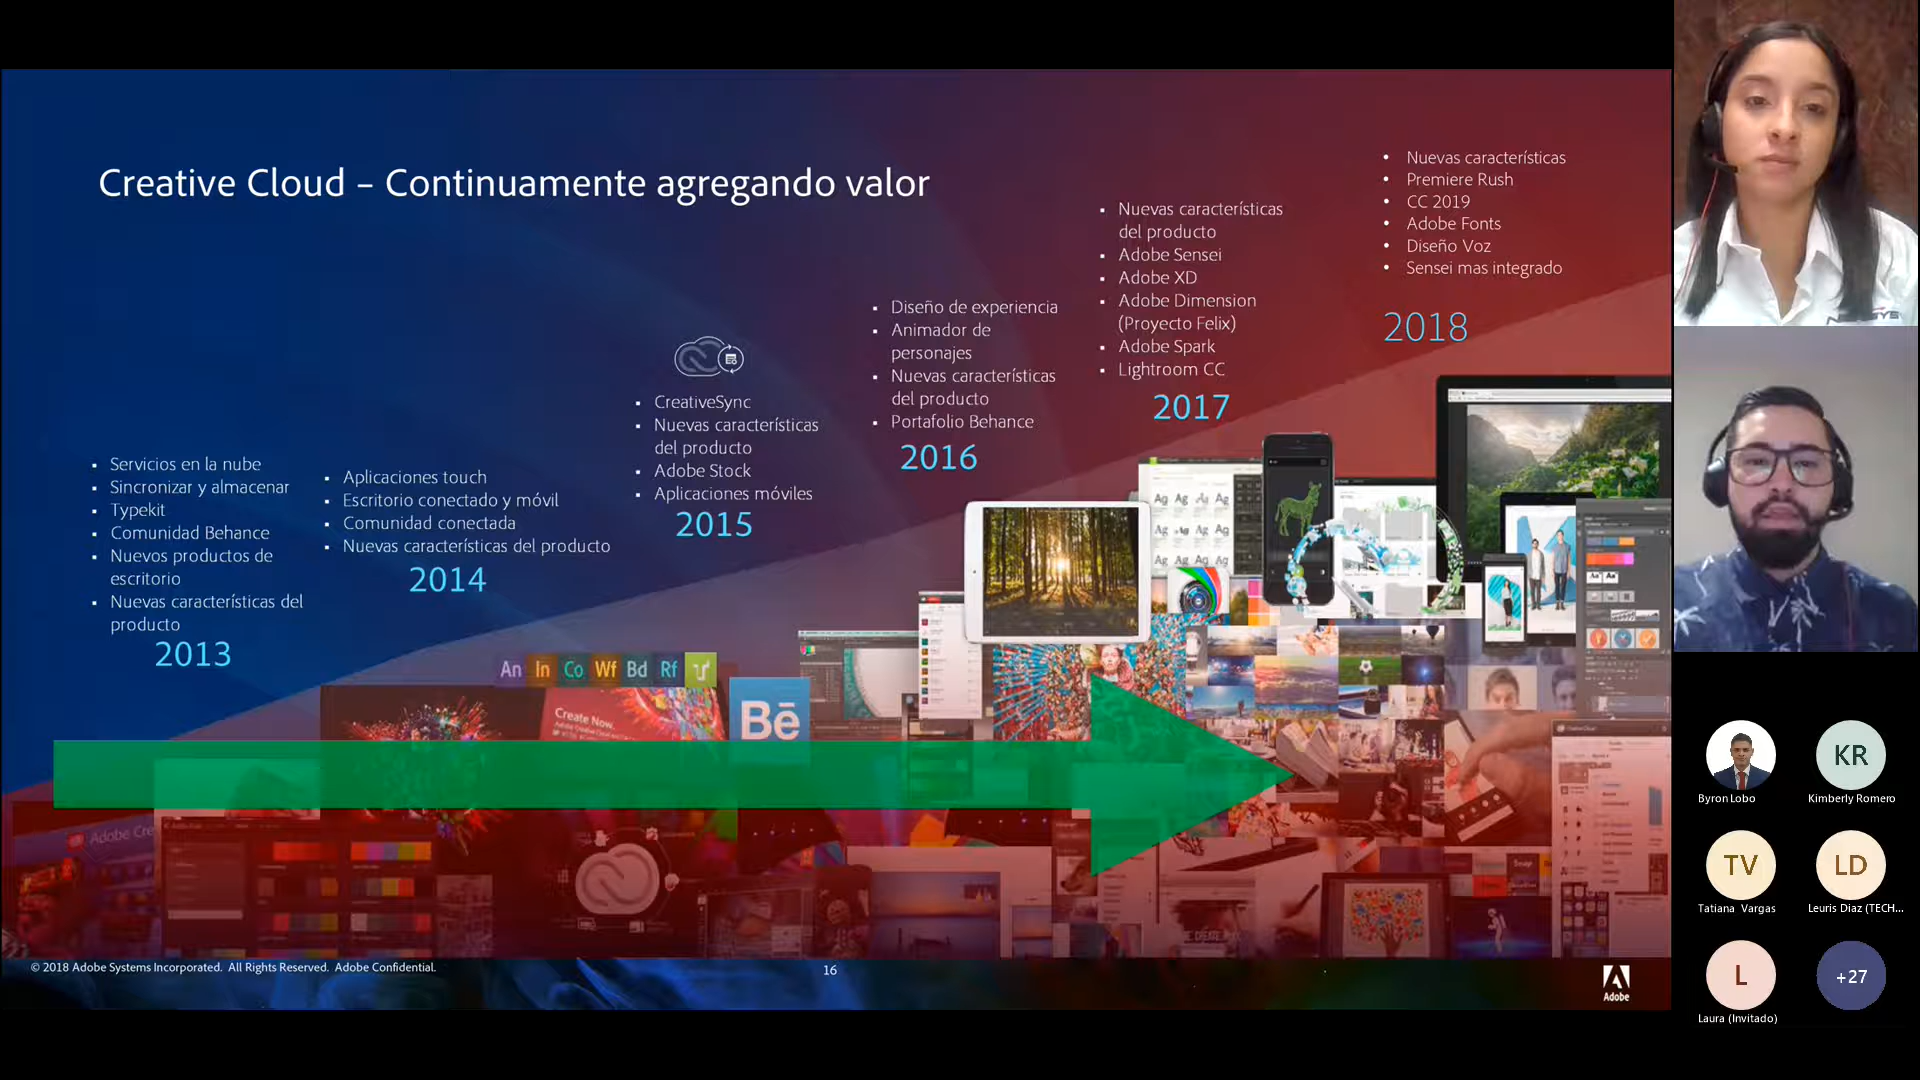 Creative Cloud – Continuamente agregando valor
Servicios en la nube
Sincronizar y almacenar
Typekit
Comunidad Behance
Nuevos productos de
escritorio
Nuevas características del
producto
2013
Aplicaciones touch
Escritorio conectado y móvil
Comunidad conectada
Nuevas características del producto
2014
CreativeSync
Nuevas características
del producto
Adobe Stock
Aplicaciones móviles
2015
Diseño de experiencia
Animador de
personajes
Nuevas características
del producto
Portafolio Behance
2016
Nuevas características
del producto
Adobe Sensei
Adobe XD
Adobe Dimension
(Proyecto Felix)
Adobe Spark
Lightroom CC
2017
Nuevas características
Premiere Rush
CC 2019
Adobe Fonts
Diseño Voz
Sensei mas integrado
2018
An In Co Wf Bd Rf
Create Now.
Bē
Ag Ag Ag Ag
Adobe Cre
© 2018 Adobe Systems Incorporated. All Rights Reserved. Adobe Confidential.
16
Adobe
KR
Byron Lobo
Kimberly Romero
TV
LD
Tatiana Vargas
Leuris Diaz (TECH...
L
+27
Laura (Invitado)